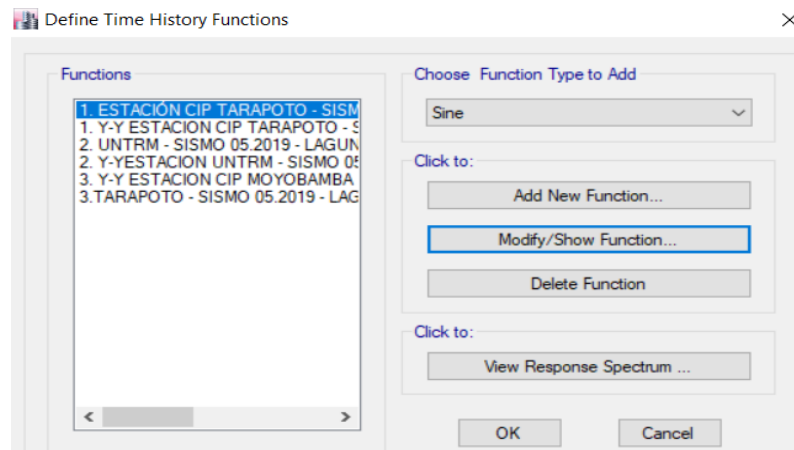 Define Time History Functions
Functions
1. ESTACIÓN CIP TARAPOTO - SISM
1. Y-Y ESTACION CIP TARAPOTO - S
2. UNTRM - SISMO 05.2019 - LAGUN
2. Y-YESTACION UNTRM - SISMO 05
3. Y-Y ESTACION CIP MOYOBAMBA
3.TARAPOTO - SISMO 05.2019 - LAG
Choose Function Type to Add
Sine
Click to:
Add New Function...
Modify/Show Function...
Delete Function
Click to:
View Response Spectrum ...
OK
Cancel